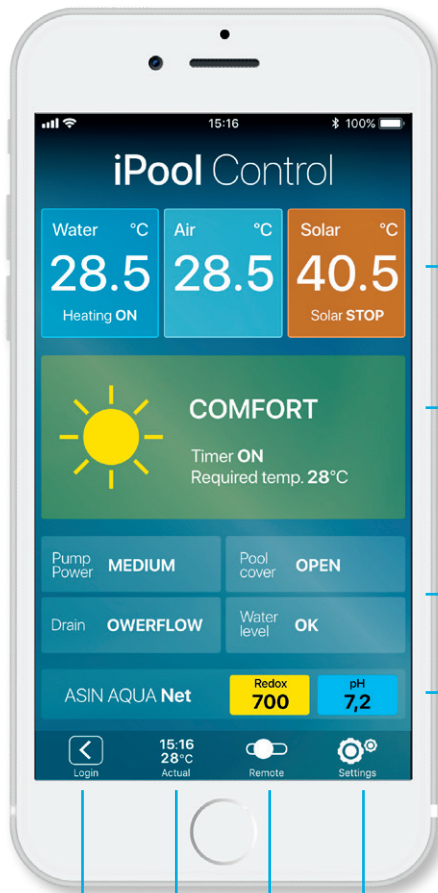 15:16
100%
iPool Control
Water °C
28.5
Heating ON
Air °C
28.5
Solar °C
40.5
Solar STOP
COMFORT
Timer ON
Required temp. 28°C
Pump
Power MEDIUM
Pool
cover OPEN
Drain OWERFLOW
Water
level OK
ASIN AQUA Net
Redox
700
pH
7,2
Login
15:16
28°C
Actual
Remote
Settings